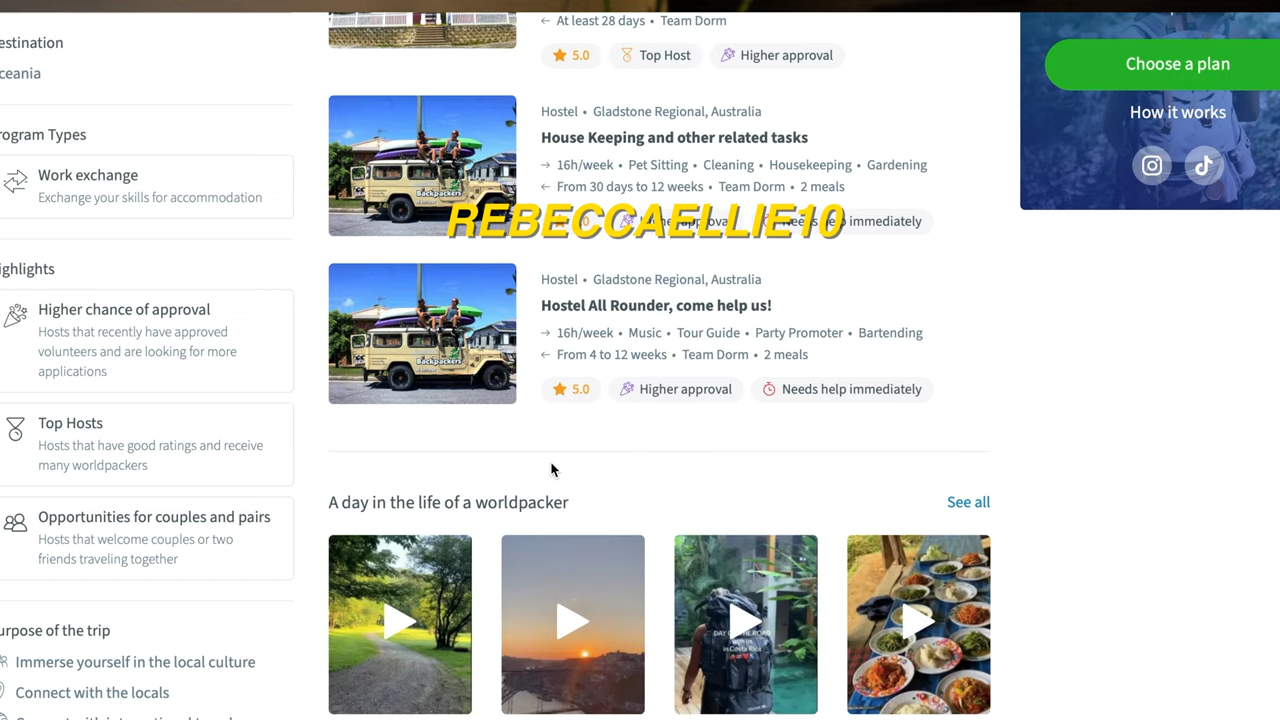 estination
ceania
rogram Types
Work exchange
Exchange your skills for accommodation
ighlights
Higher chance of approval
Hosts that recently have approved
volunteers and are looking for more
applications
Top Hosts
Hosts that have good ratings and receive
many worldpackers
Opportunities for couples and pairs
Hosts that welcome couples or two
friends traveling together
urpose of the trip
Immerse yourself in the local culture
Connect with the locals
← At least 28 days • Team Dorm
5.0 Top Host Higher approval
Hostel • Gladstone Regional, Australia
House Keeping and other related tasks
→ 16h/week • Pet Sitting • Cleaning • Housekeeping • Gardening
← From 30 days to 12 weeks • Team Dorm • 2 meals
REBECCAELLIE10
help immediately
Backpackers
Hostel • Gladstone Regional, Australia
Hostel All Rounder, come help us!
→ 16h/week • Music • Tour Guide • Party Promoter • Bartending
← From 4 to 12 weeks • Team Dorm • 2 meals
5.0 Higher approval Needs help immediately
Backpackers
A day in the life of a worldpacker
See all
in Costa Rica
Choose a plan
How it works